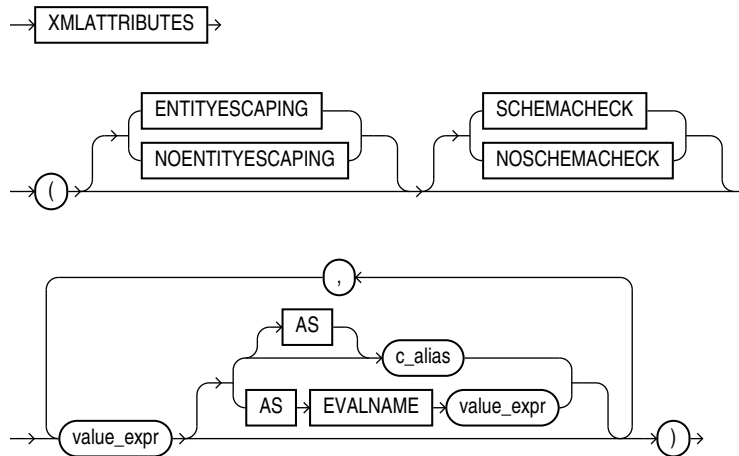 XMLATTRIBUTES
ENTITYESCAPING SCHEMACHECK
NOENTITYESCAPING NOSCHEMACHECK
(
,
AS
c_alias
AS EVALNAME value_expr
value_expr )